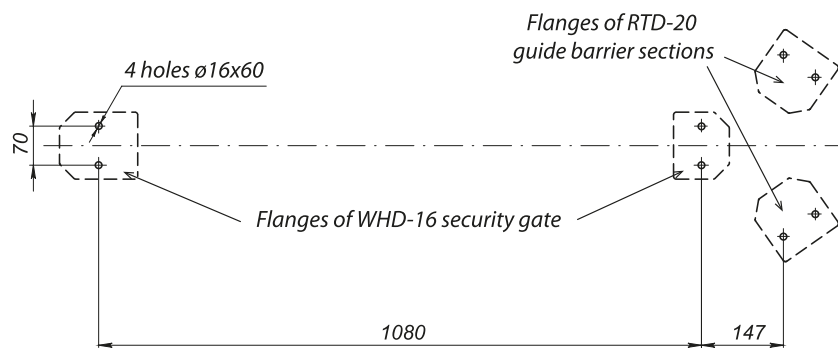 Flanges of RTD-20
guide barrier sections
4 holes ø16x60
70
Flanges of WHD-16 security gate
1080
147